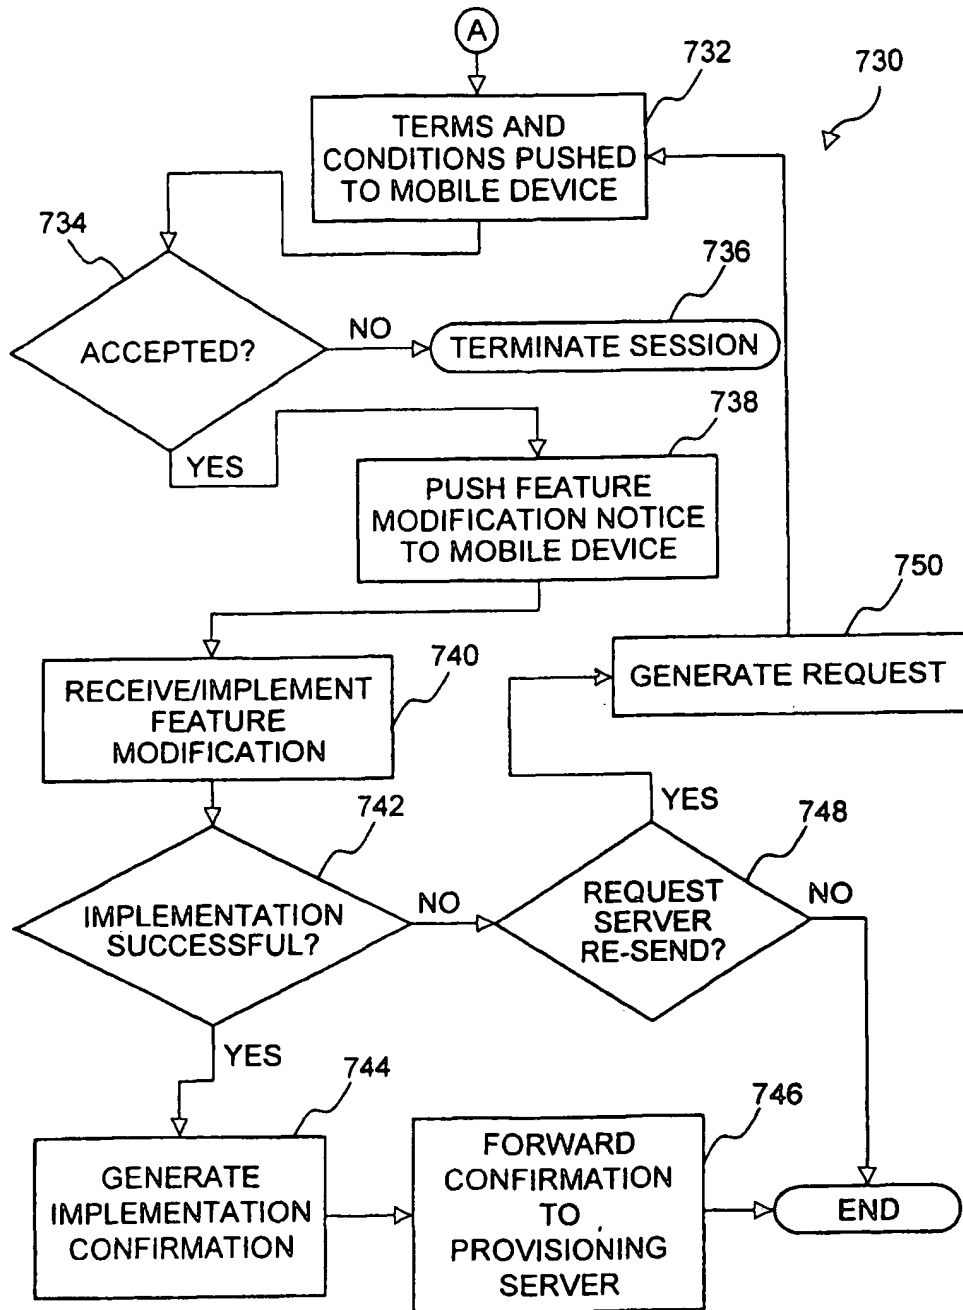 A
732
730
TERMS AND
CONDITIONS PUSHED
TO MOBILE DEVICE
734
736
ACCEPTED?
NO
TERMINATE SESSION
738
YES
PUSH FEATURE
MODIFICATION NOTICE
TO MOBILE DEVICE
750
740
GENERATE REQUEST
RECEIVE/IMPLEMENT
FEATURE
MODIFICATION
742
YES
748
IMPLEMENTATION
SUCCESSFUL?
NO
REQUEST
SERVER
RE-SEND?
NO
YES
744
746
GENERATE
IMPLEMENTATION
CONFIRMATION
FORWARD
CONFIRMATION
TO
PROVISIONING
SERVER
END